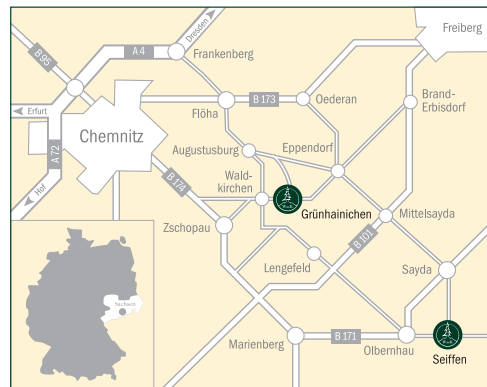 Dresden
Freiberg
B 95
A 4
Frankenberg
Erfurt
B 173
Oederan
Brand-
Erbisdorf
Flöha
Chemnitz
A 72
Augustusburg
Eppendorf
Hof
B 174
Wald-
kirchen
Grünhainichen
Mittelsayda
Zschopau
B 101
Lengefeld
Sayda
Sachsen
Marienberg
B 171
Olbernhau
Seiffen